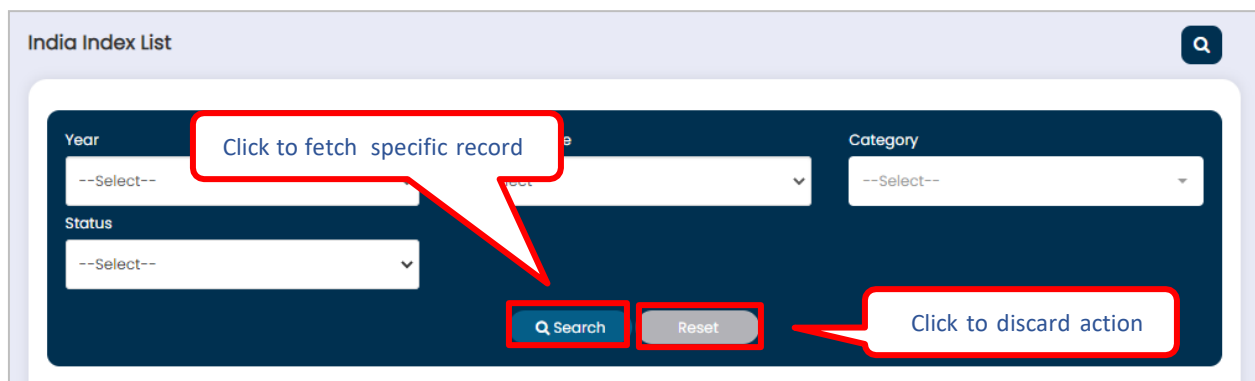 India Index List
Year
Click to fetch specific record
Category
--Select--
--Select--
Status
--Select--
Search
Reset
Click to discard action